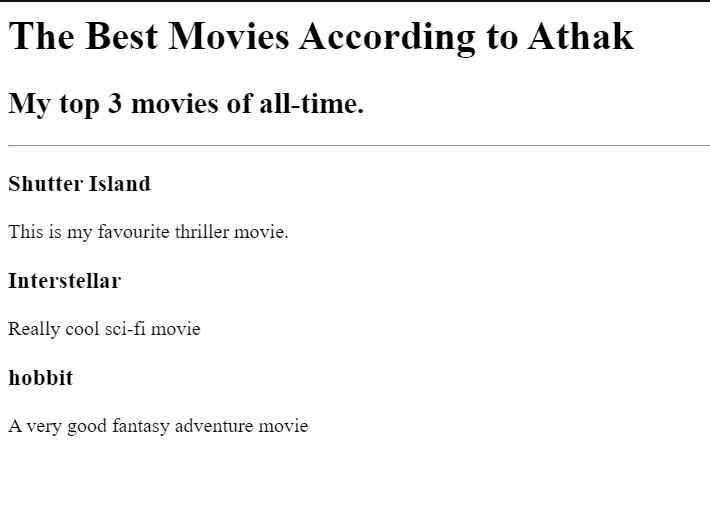 The Best Movies According to Athak
My top 3 movies of all-time.
Shutter Island
This is my favourite thriller movie.
Interstellar
Really cool sci-fi movie
hobbit
A very good fantasy adventure movie